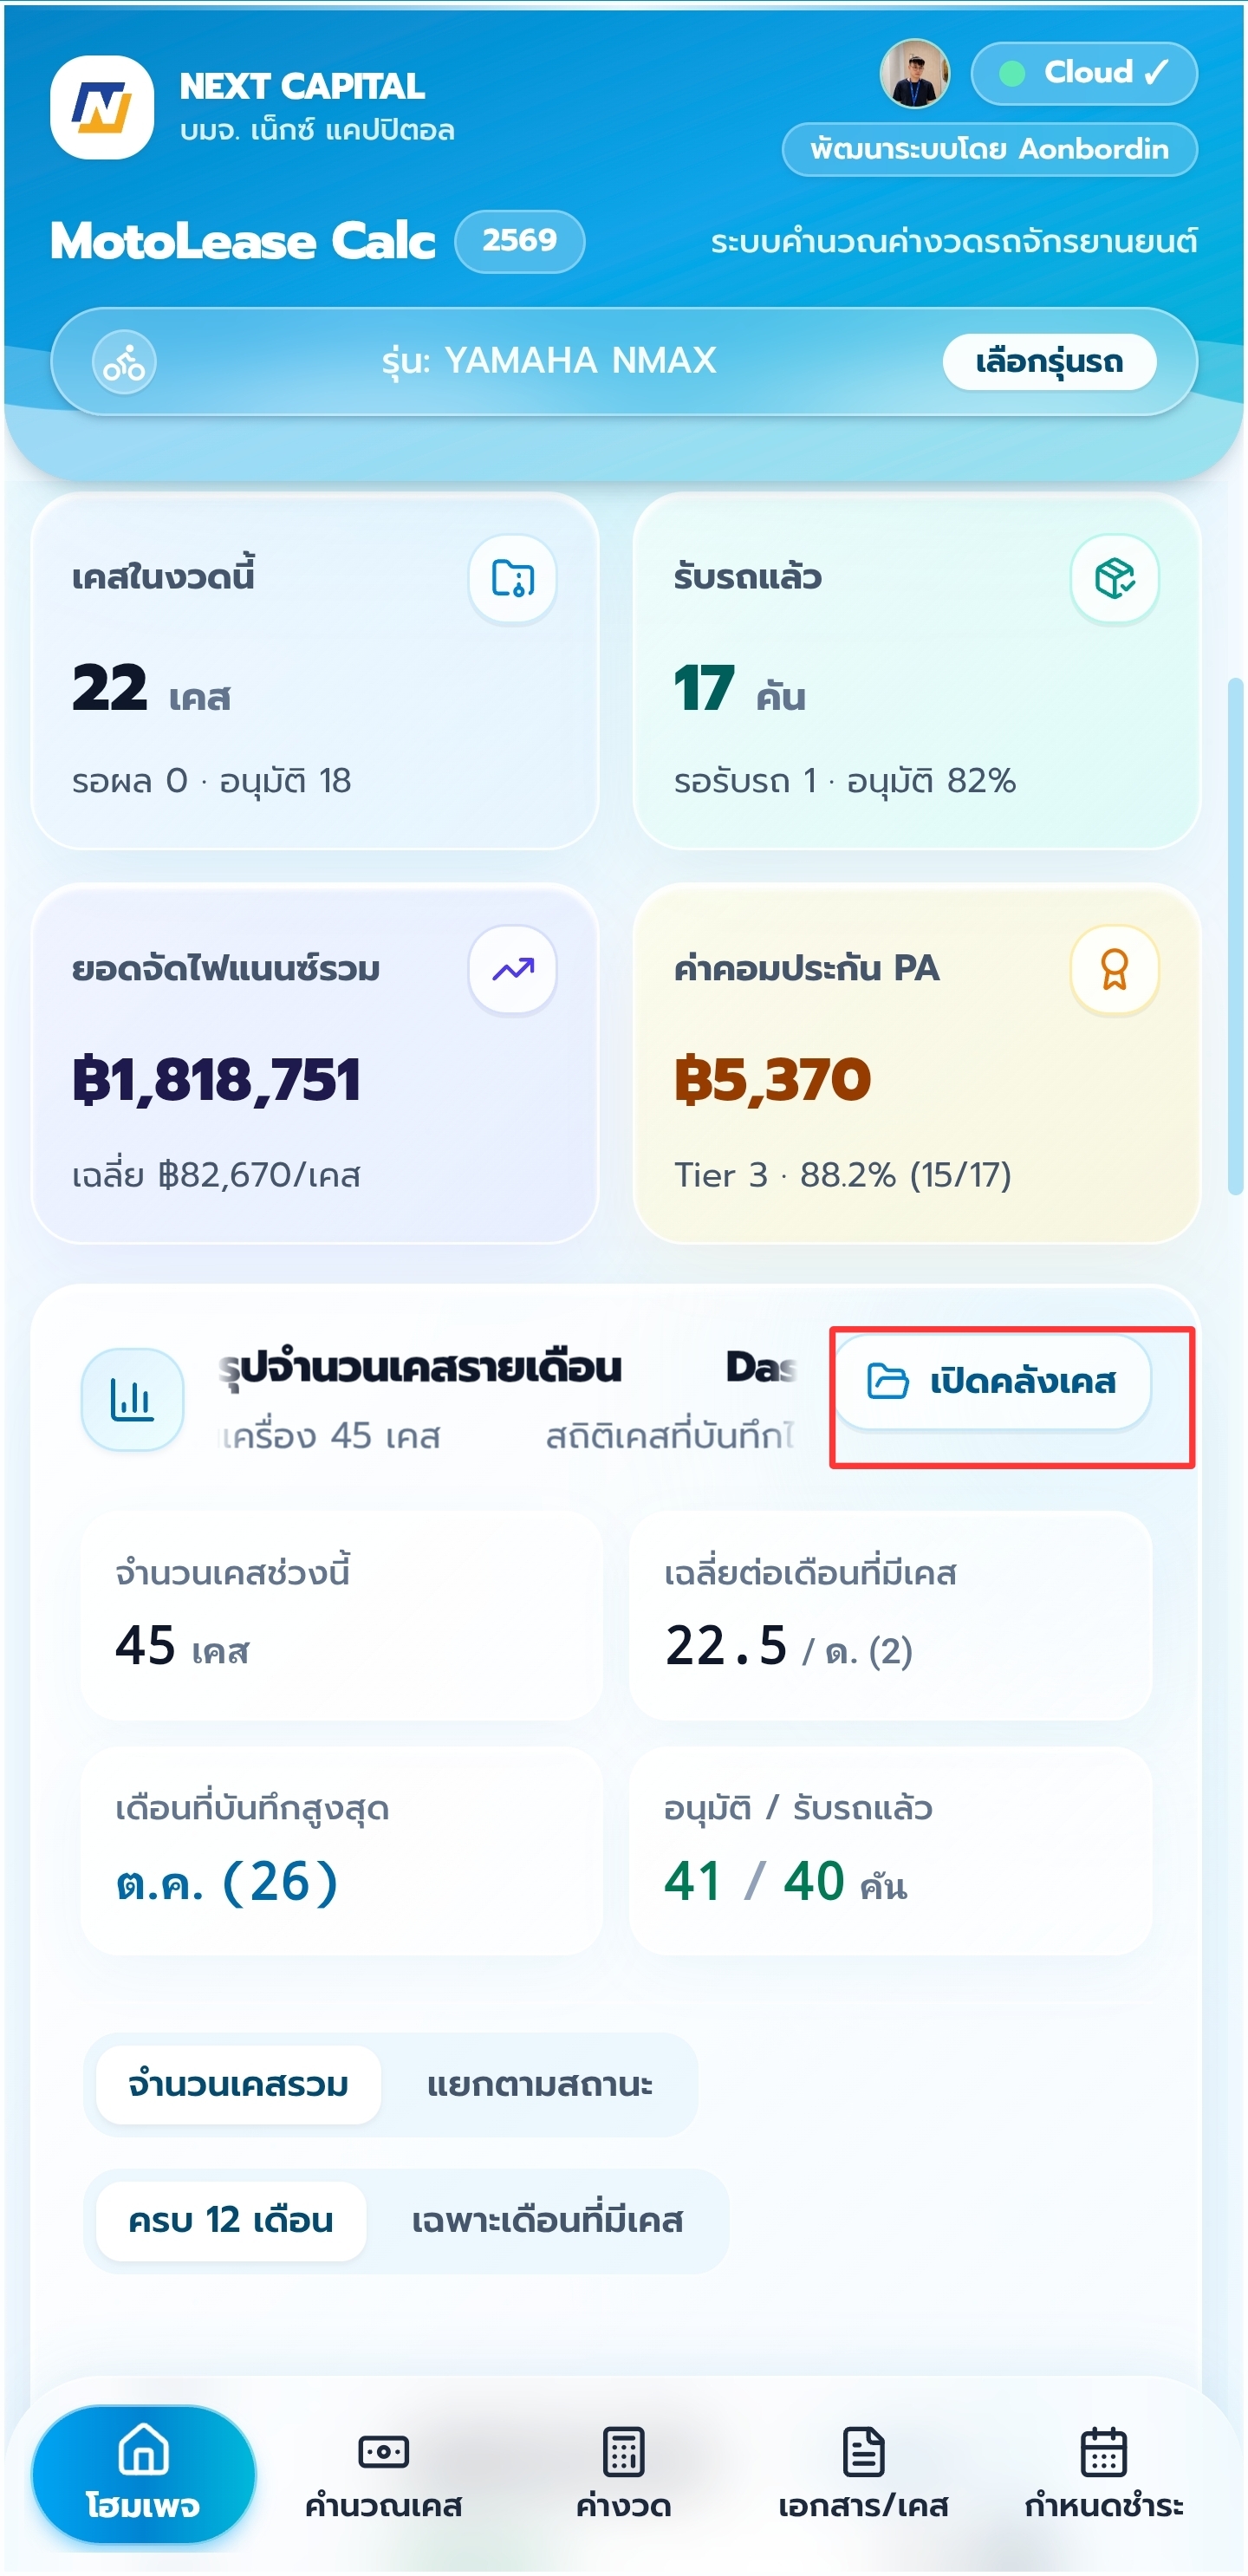 NEXT CAPITAL
บมจ. เน็กซ์ แคปปิตอล
Cloud ✓
พัฒนาระบบโดย Aonbordin
MotoLease Calc
2569
ระบบคำนวณค่างวดรถจักรยานยนต์
รุ่น: YAMAHA NMAX
เลือกรุ่นรถ
เคสในงวดนี้
22 เคส
รอผล 0 · อนุมัติ 18
รับรถแล้ว
17 คัน
รอรับรถ 1 · อนุมัติ 82%
ยอดจัดไฟแนนซ์รวม
฿1,818,751
เฉลี่ย ฿82,670/เคส
ค่าคอมประกัน PA
฿5,370
Tier 3 · 88.2% (15/17)
รุปจำนวนเคสรายเดือน Das
เครื่อง 45 เคส สถิติเคสที่บันทึกไ
เปิดคลังเคส
จำนวนเคสช่วงนี้
45 เคส
เฉลี่ยต่อเดือนที่มีเคส
22.5 / ด. (2)
เดือนที่บันทึกสูงสุด
ต.ค. (26)
อนุมัติ / รับรถแล้ว
41 / 40 คัน
จำนวนเคสรวม
แยกตามสถานะ
ครบ 12 เดือน
เฉพาะเดือนที่มีเคส
โฮมเพจ
คำนวณเคส
ค่างวด
เอกสาร/เคส
กำหนดชำระ